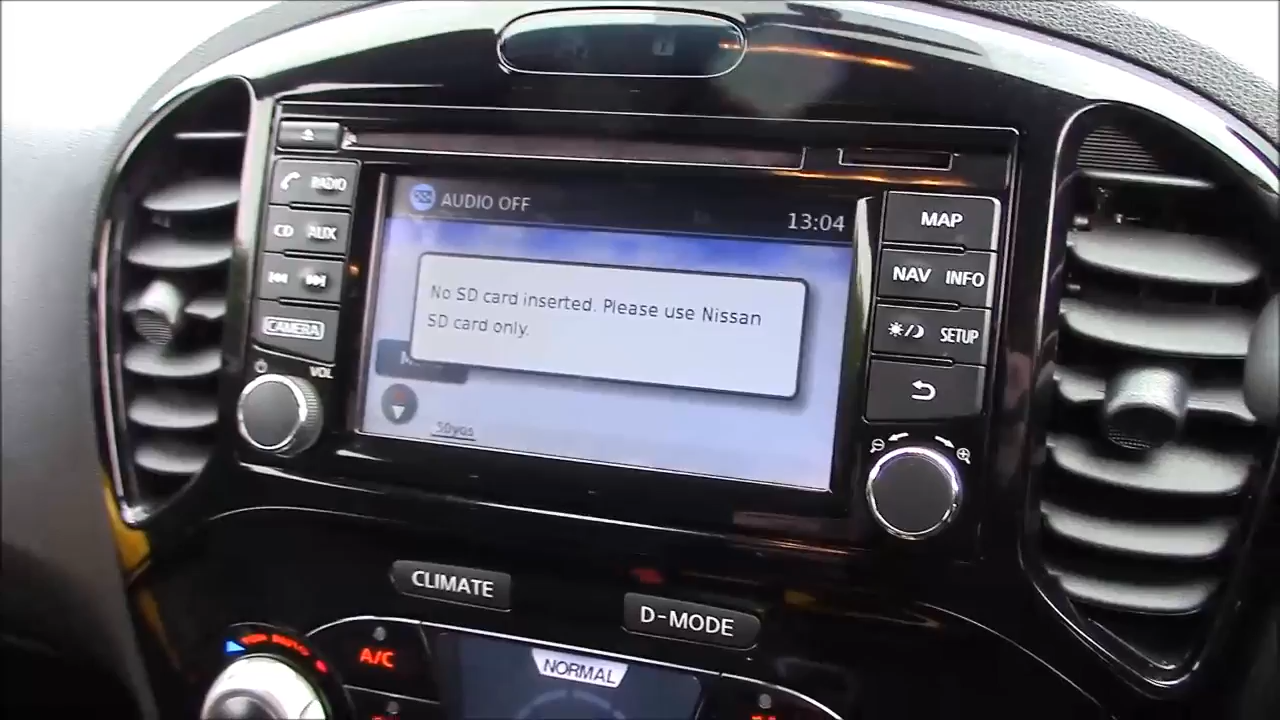 RADIO
CD AUX
CAMERA
VOL
AUDIO OFF
13:04
No SD card inserted. Please use Nissan
SD card only.
50yds
MAP
NAV INFO
SETUP
CLIMATE
D-MODE
A/C
NORMAL